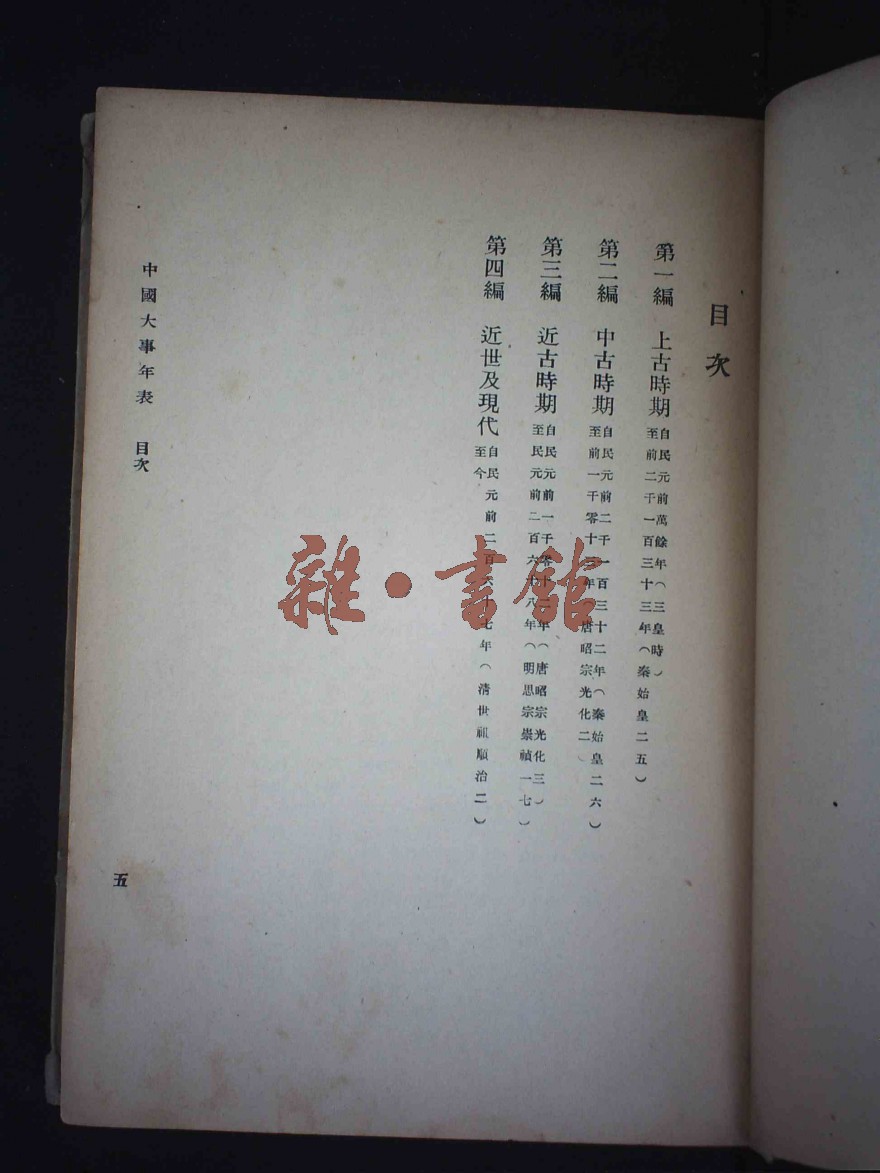 目次
第一編 上古時期 自民元前萬餘年（三皇時）
至前二千一百三十三年（秦始皇二五）
第二編 中古時期 自民元前二千一百三十二年（秦始皇二六）
至前一千零十三年（唐昭宗光化二）
第三編 近古時期 自民元前一千零十二年（唐昭宗光化三）
至民元前二百六十八年（明思宗崇禎一七）
第四編 近世及現代 自民元前二百六十七年（清世祖順治二）
至今
中國大事年表 目次
五
雜·書館